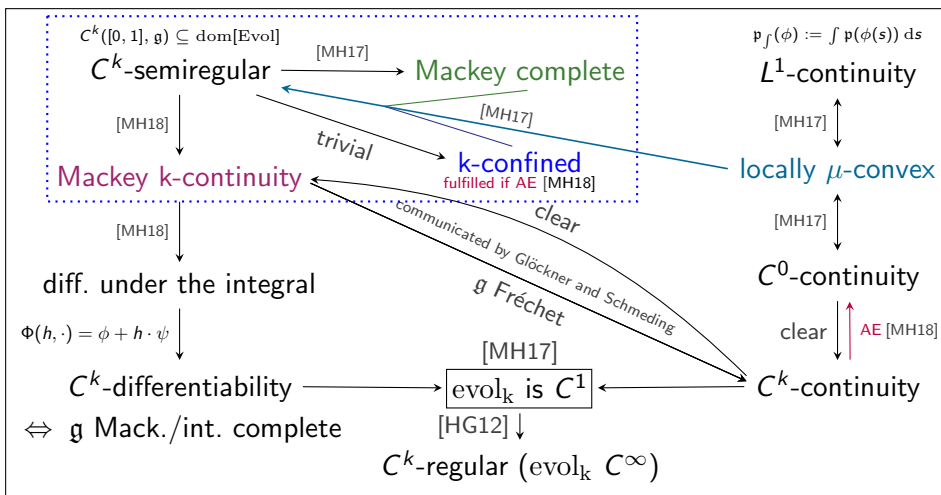 C^k([0, 1], 𝔤) ⊆ dom[Evol]
C^k-semiregular
[MH17]
Mackey complete
𝔭_∫(ϕ) := ∫ 𝔭(ϕ(s)) ds
L^1-continuity
[MH18]
trivial
[MH17]
[MH17]
Mackey k-continuity
k-confined
fulfilled if AE [MH18]
locally μ-convex
[MH18]
clear
communicated by Glöckner and Schmeding
𝔤 Fréchet
[MH17]
diff. under the integral
C^0-continuity
Φ(h, ·) = ϕ + h · ψ
clear
AE [MH18]
[MH17]
C^k-differentiability
evol_k is C^1
C^k-continuity
⇔ 𝔤 Mack./int. complete
[HG12]
C^k-regular (evol_k C^∞)